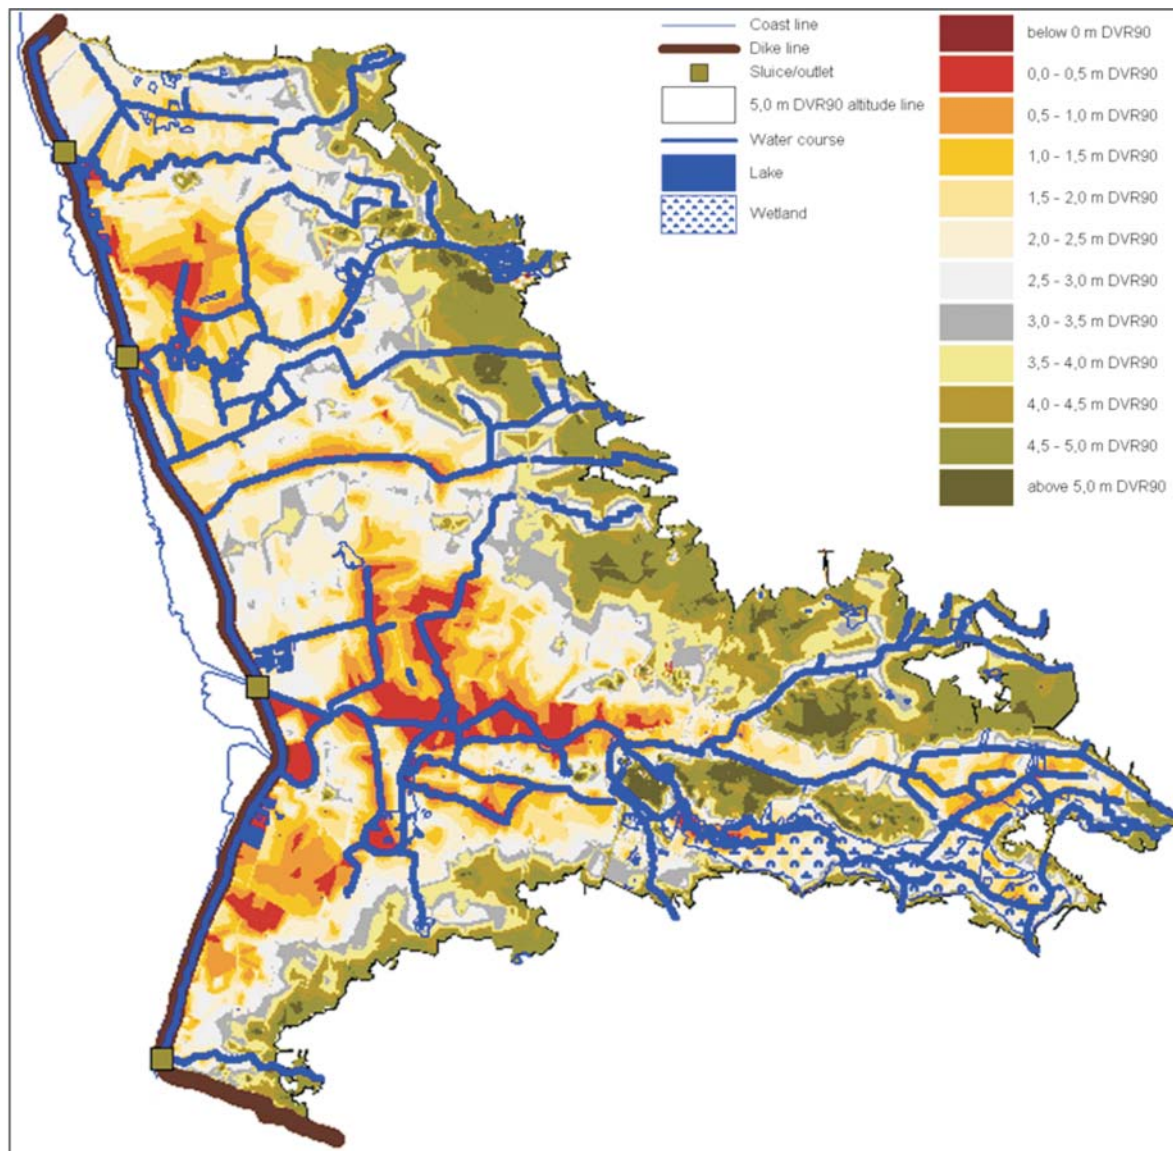 Coast line
Dike line
Sluice/outlet
5,0 m DVR90 altitude line
Water course
Lake
Wetland
below 0 m DVR90
0,0 - 0,5 m DVR90
0,5 - 1,0 m DVR90
1,0 - 1,5 m DVR90
1,5 - 2,0 m DVR90
2,0 - 2,5 m DVR90
2,5 - 3,0 m DVR90
3,0 - 3,5 m DVR90
3,5 - 4,0 m DVR90
4,0 - 4,5 m DVR90
4,5 - 5,0 m DVR90
above 5,0 m DVR90